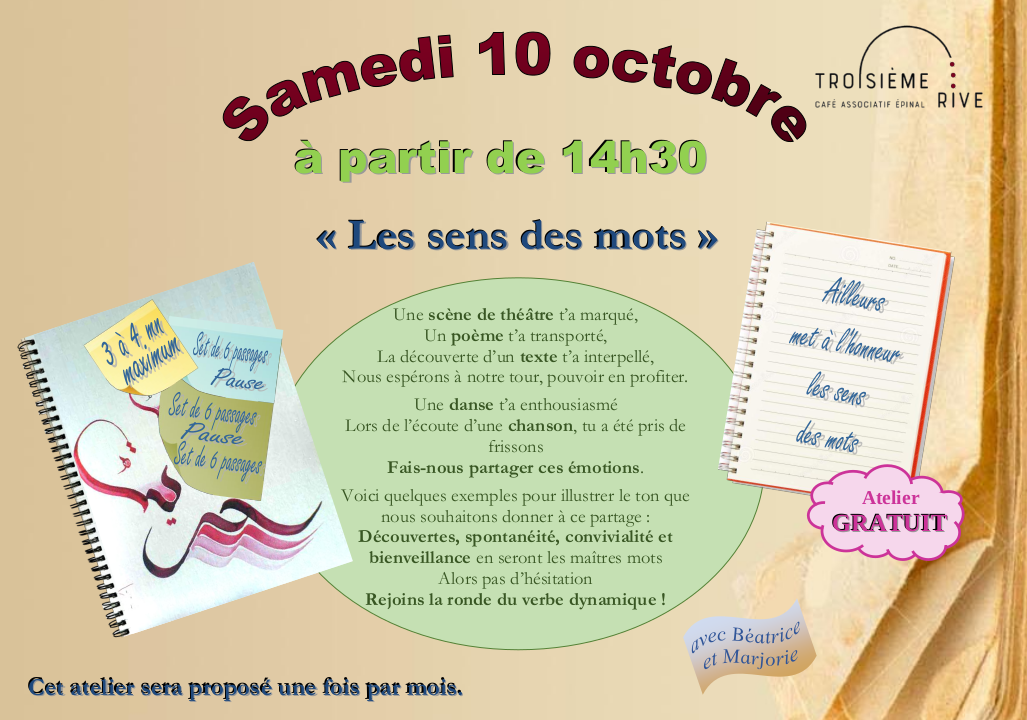 Samedi 10 octobre
TROISIÈME
CAFÉ ASSOCIATIF ÉPINAL RIVE
à partir de 14h30
« Les sens des mots »
3 à 4 mn
maximum
Set de 6 passages
Pause
Set de 6 passages
Pause
Set de 6 passages
Une scène de théâtre t’a marqué,
Un poème t’a transporté,
La découverte d’un texte t’a interpellé,
Nous espérons à notre tour, pouvoir en profiter.
Une danse t’a enthousiasmé
Lors de l’écoute d’une chanson, tu a été pris de
frissons
Fais-nous partager ces émotions.
Voici quelques exemples pour illustrer le ton que
nous souhaitons donner à ce partage :
Découvertes, spontanéité, convivialité et
bienveillance en seront les maîtres mots
Alors pas d’hésitation
Rejoins la ronde du verbe dynamique !
Ailleurs
met à l’honneur
les sens
des mots
Atelier
GRATUIT
avec Béatrice
et Marjorie
Cet atelier sera proposé une fois par mois.